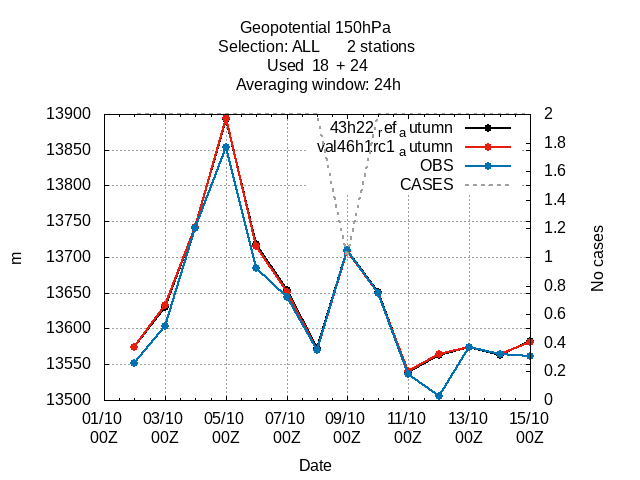 Geopotential 150hPa
Selection: ALL 2 stations
Used 18 + 24
Averaging window: 24h
13900
13850
13800
13750
13700
13650
13600
13550
13500
m
2
1.8
1.6
1.4
1.2
1
0.8
0.6
0.4
0.2
0
No cases
43h22refautumn
val46h1rc1autumn
OBS
CASES
01/10 03/10 05/10 07/10 09/10 11/10 13/10 15/10
00Z 00Z 00Z 00Z 00Z 00Z 00Z 00Z
Date